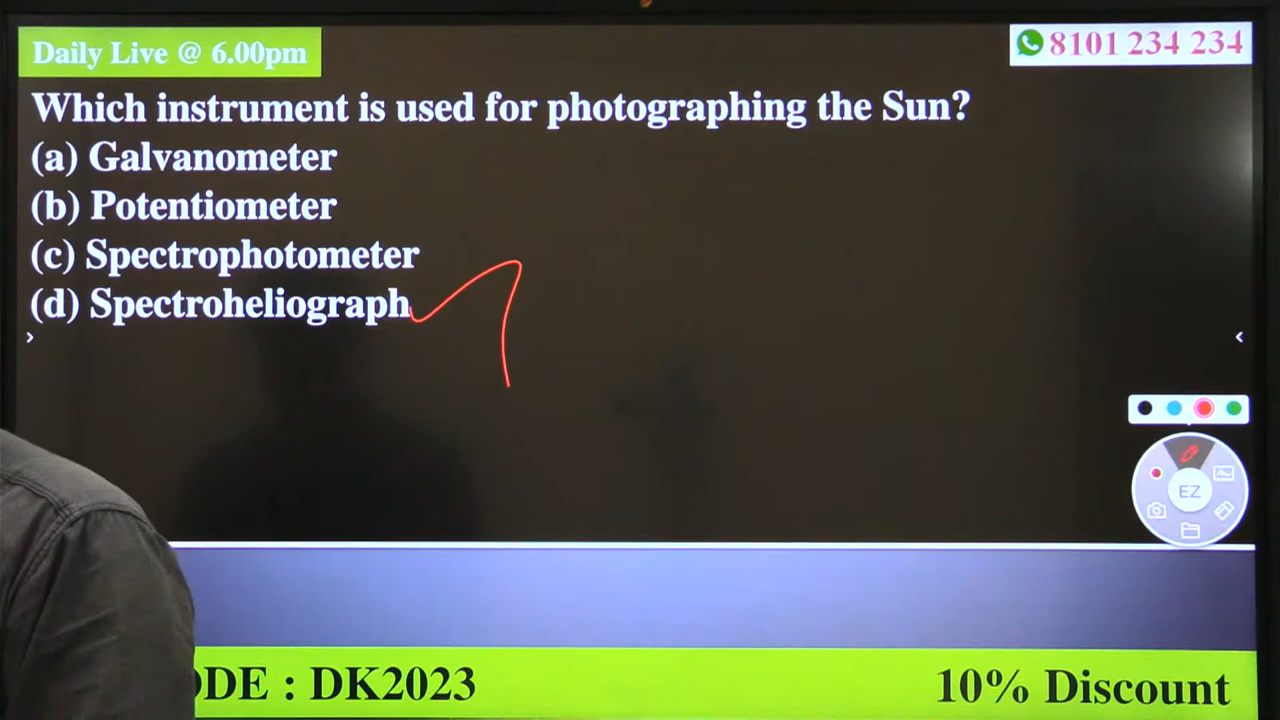 Daily Live @ 6.00pm
8101 234 234
Which instrument is used for photographing the Sun?
(a) Galvanometer
(b) Potentiometer
(c) Spectrophotometer
(d) Spectroheliograph
EZ
: DK2023
10% Discount